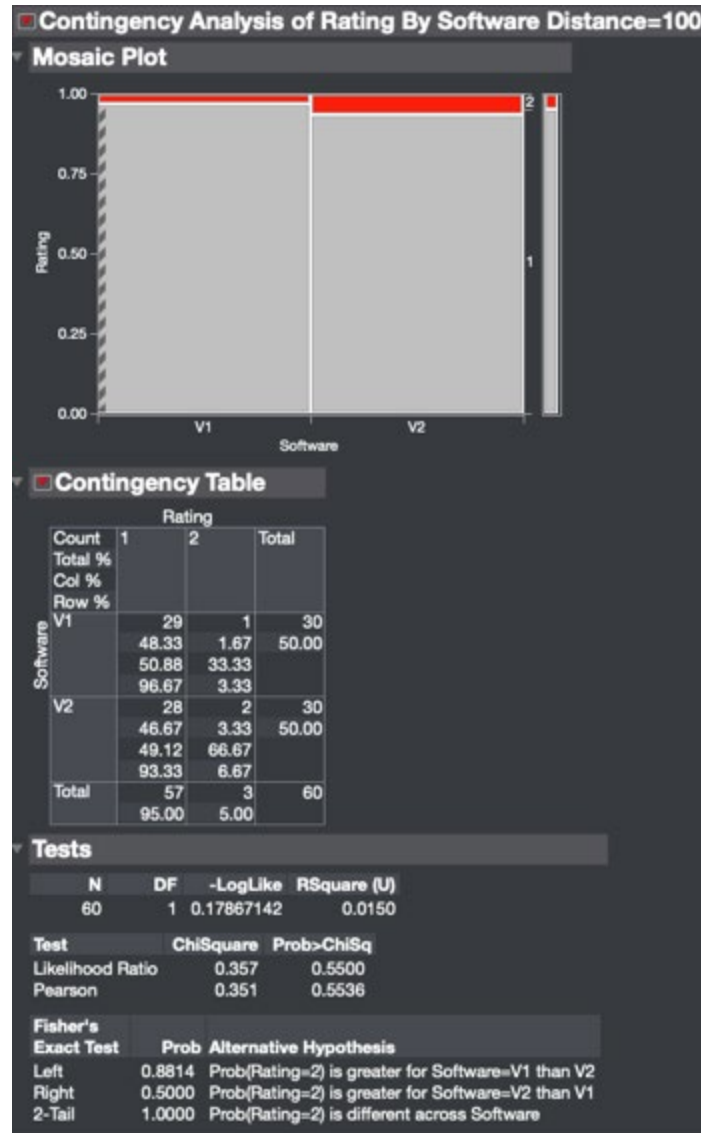 Contingency Analysis of Rating By Software Distance=100
Mosaic Plot
1.00
0.75
0.50
0.25
0.00
Rating
2
1
V1 V2
Software
Contingency Table
Rating
Software
Count 1 2 Total
Total %
Col %
Row %
V1 29 1 30
48.33 1.67 50.00
50.88 33.33
96.67 3.33
V2 28 2 30
46.67 3.33 50.00
49.12 66.67
93.33 6.67
Total 57 3 60
95.00 5.00
Tests
N DF -LogLike RSquare (U)
60 1 0.17867142 0.0150
Test ChiSquare Prob>ChiSq
Likelihood Ratio 0.357 0.5500
Pearson 0.351 0.5536
Fisher's
Exact Test Prob Alternative Hypothesis
Left 0.8814 Prob(Rating=2) is greater for Software=V1 than V2
Right 0.5000 Prob(Rating=2) is greater for Software=V2 than V1
2-Tail 1.0000 Prob(Rating=2) is different across Software